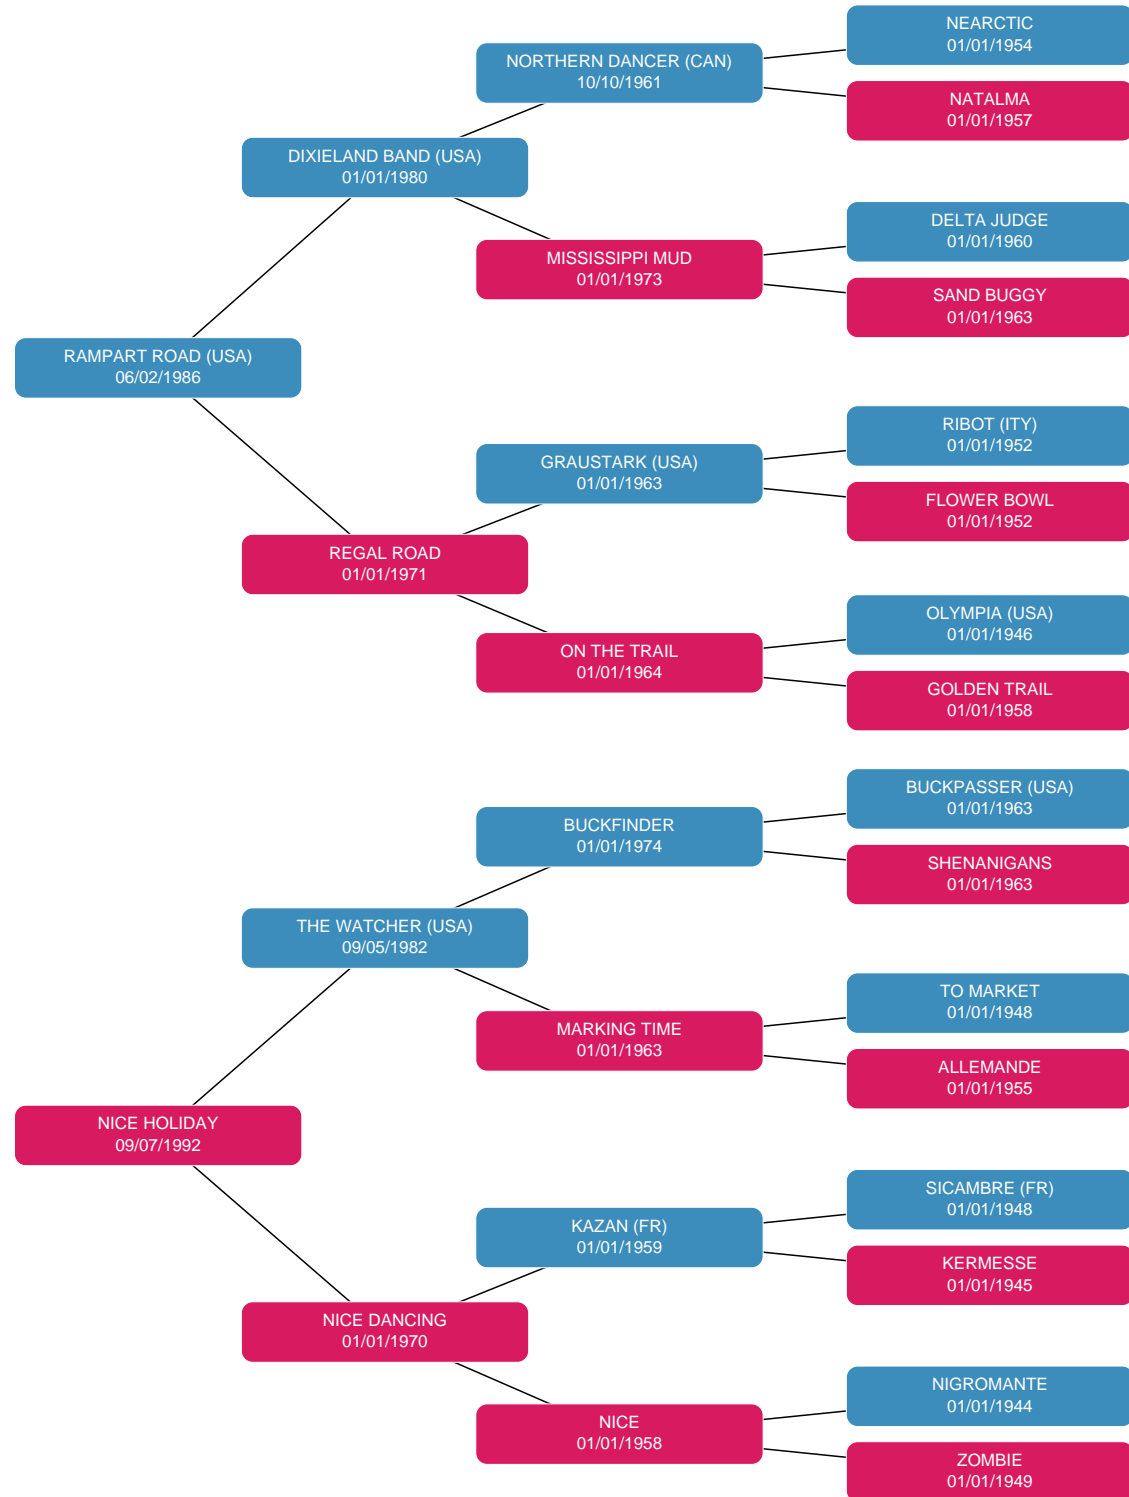 NEARCTIC
01/01/1954
NORTHERN DANCER (CAN)
10/10/1961
NATALMA
01/01/1957
DIXIELAND BAND (USA)
01/01/1980
DELTA JUDGE
01/01/1960
MISSISSIPPI MUD
01/01/1973
SAND BUGGY
01/01/1963
RAMPART ROAD (USA)
06/02/1986
RIBOT (ITY)
01/01/1952
GRAUSTARK (USA)
01/01/1963
FLOWER BOWL
01/01/1952
REGAL ROAD
01/01/1971
OLYMPIA (USA)
01/01/1946
ON THE TRAIL
01/01/1964
GOLDEN TRAIL
01/01/1958
BUCKPASSER (USA)
01/01/1963
BUCKFINDER
01/01/1974
SHENANIGANS
01/01/1963
THE WATCHER (USA)
09/05/1982
TO MARKET
01/01/1948
MARKING TIME
01/01/1963
ALLEMANDE
01/01/1955
NICE HOLIDAY
09/07/1992
SICAMBRE (FR)
01/01/1948
KAZAN (FR)
01/01/1959
KERMESSE
01/01/1945
NICE DANCING
01/01/1970
NIGROMANTE
01/01/1944
NICE
01/01/1958
ZOMBIE
01/01/1949